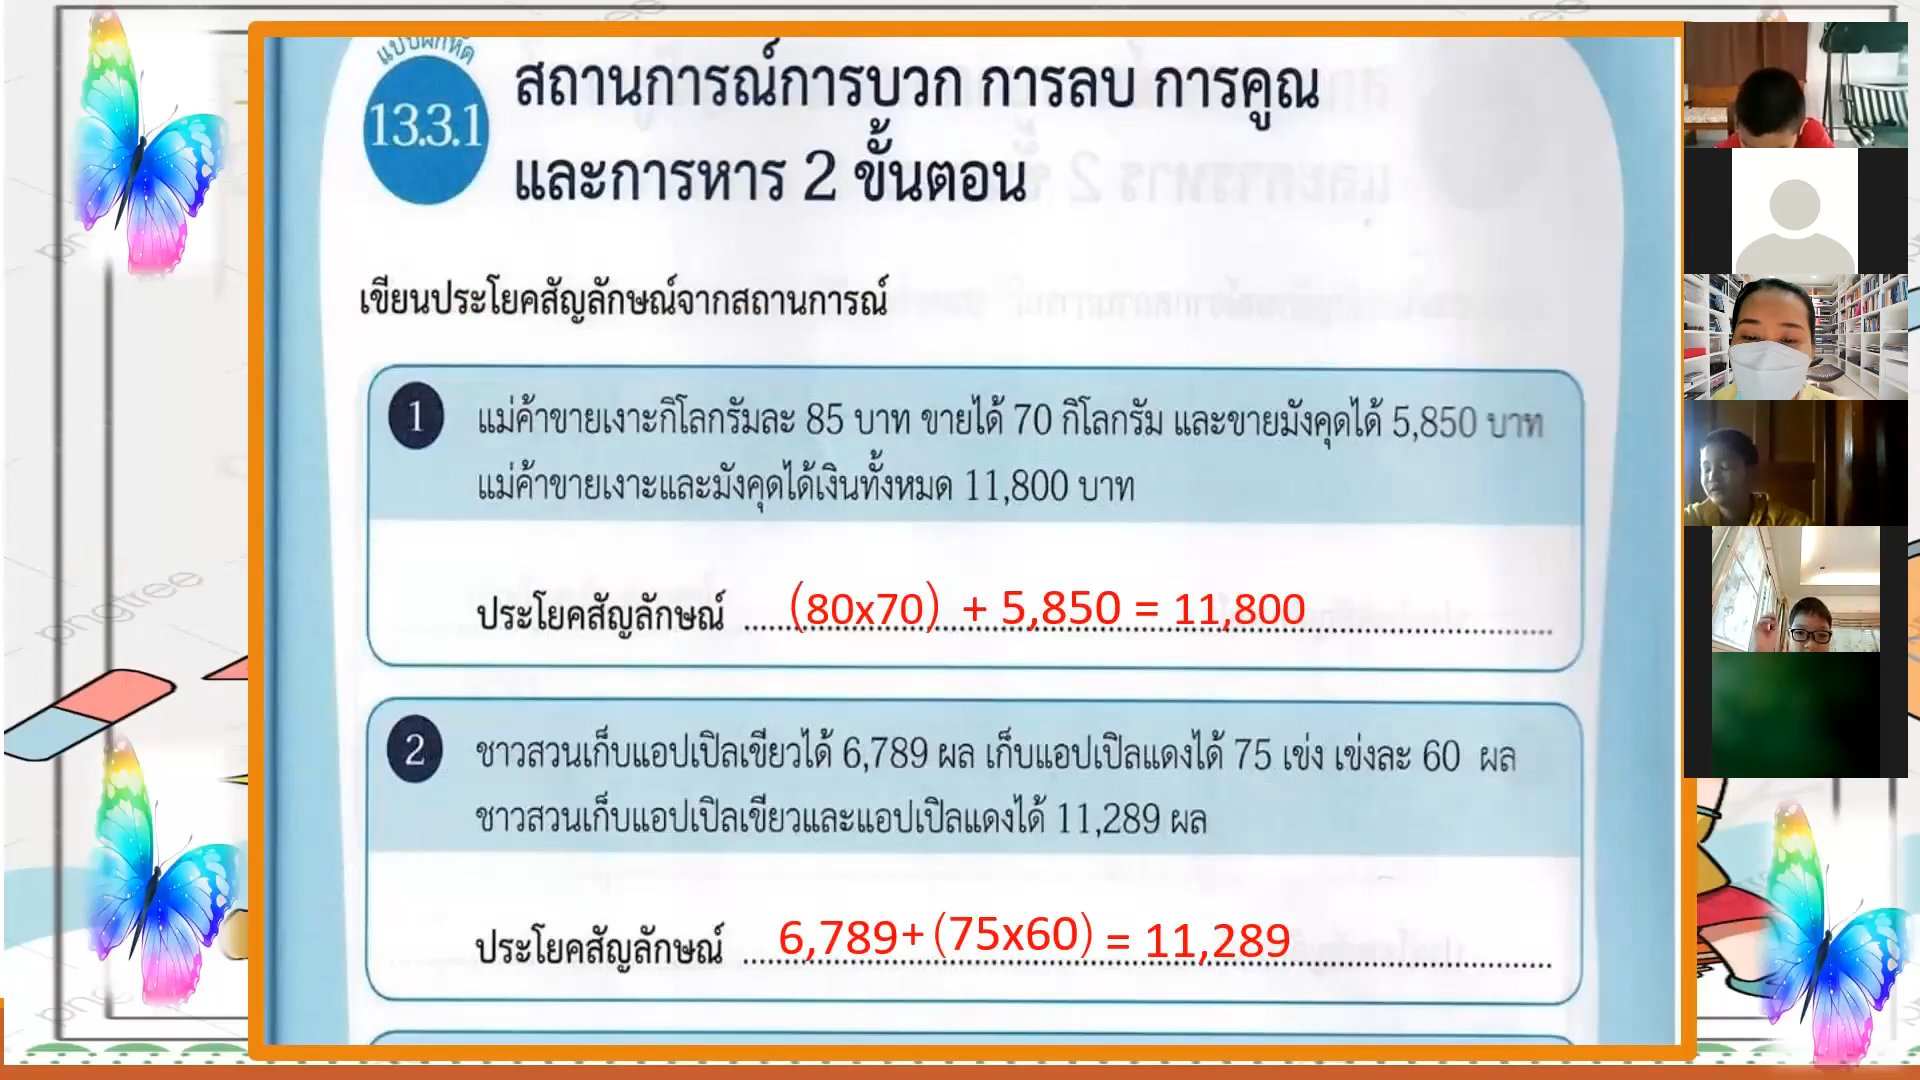 แบบฝึกหัด
13.3.1
สถานการณ์การบวก การลบ การคูณ
และการหาร 2 ขั้นตอน
เขียนประโยคสัญลักษณ์จากสถานการณ์
1 แม่ค้าขายเงาะกิโลกรัมละ 85 บาท ขายได้ 70 กิโลกรัม และขายมังคุดได้ 5,850 บาท
แม่ค้าขายเงาะและมังคุดได้เงินทั้งหมด 11,800 บาท
ประโยคสัญลักษณ์ (80x70) + 5,850 = 11,800
2 ชาวสวนเก็บแอปเปิลเขียวได้ 6,789 ผล เก็บแอปเปิลแดงได้ 75 เข่ง เข่งละ 60 ผล
ชาวสวนเก็บแอปเปิลเขียวและแอปเปิลแดงได้ 11,289 ผล
ประโยคสัญลักษณ์ 6,789+(75x60) = 11,289
pngtree